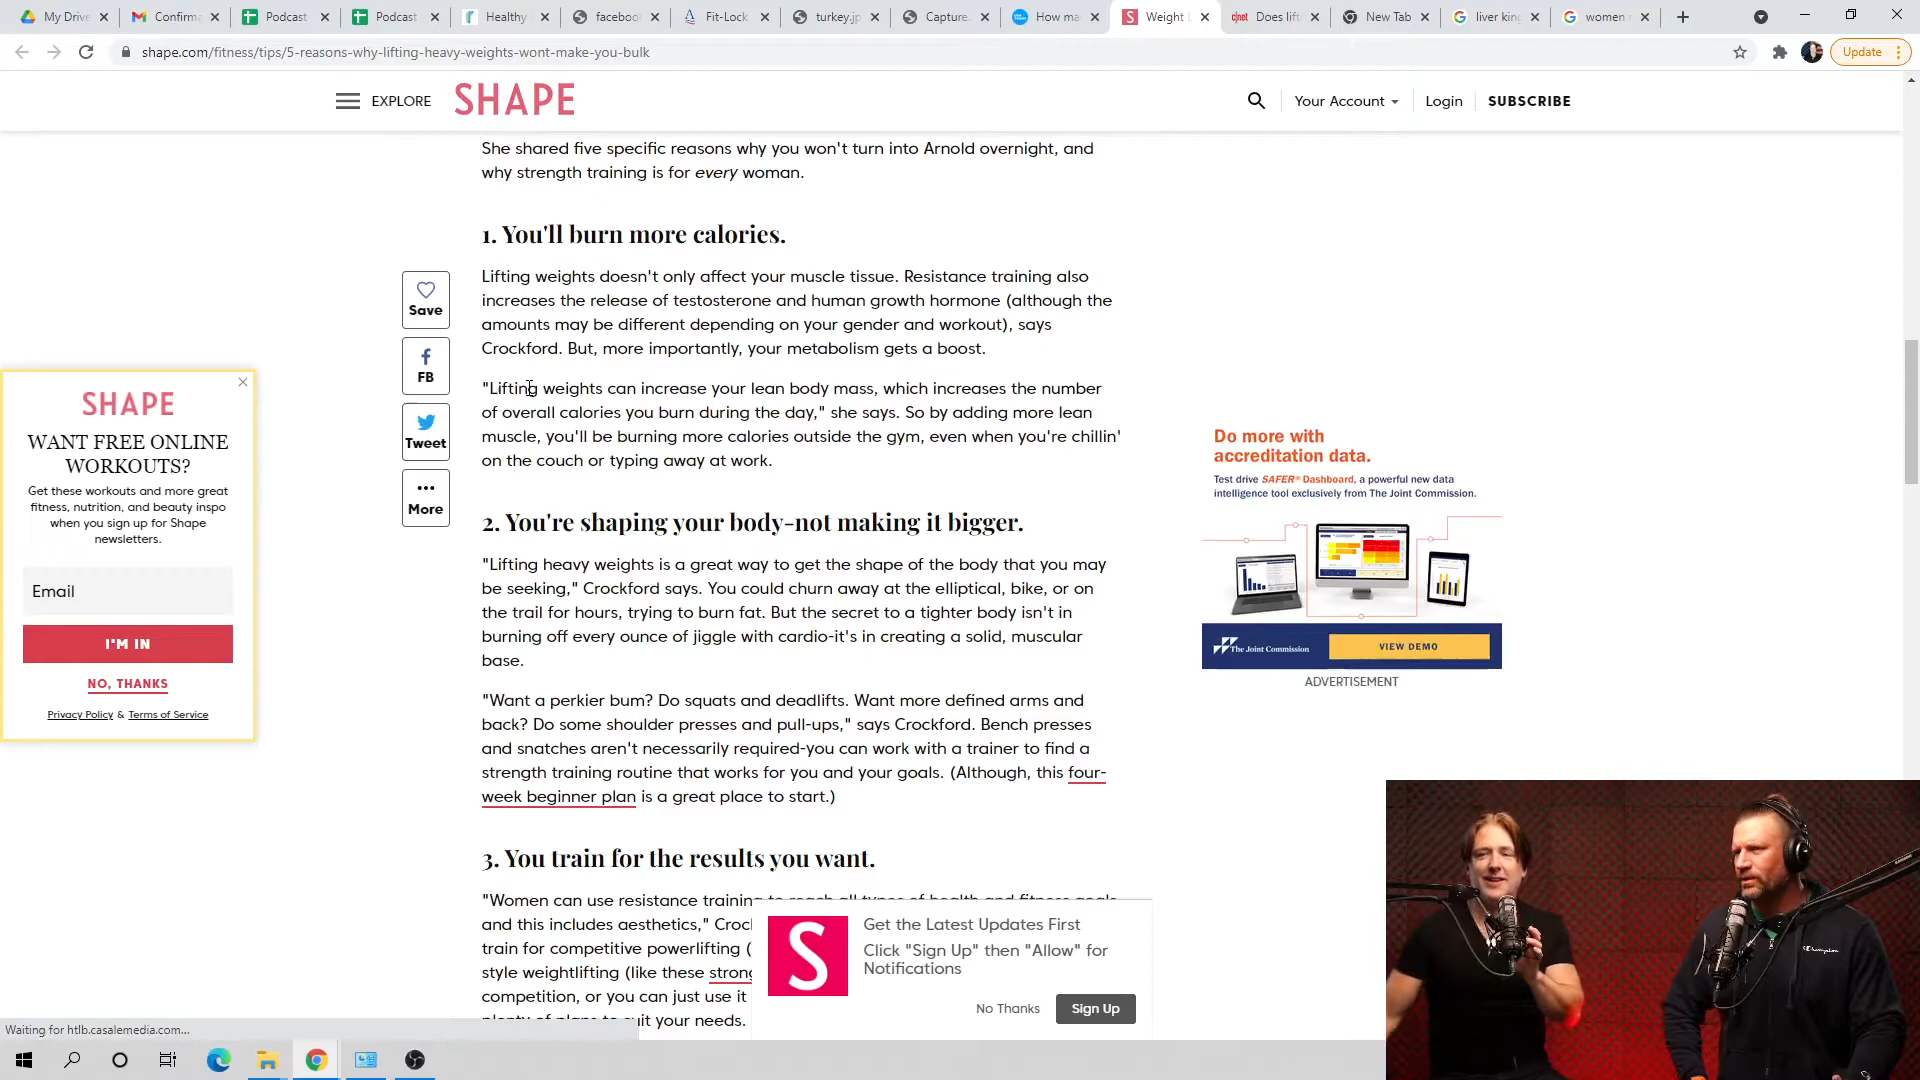 My Drive
Confirma
Podcast
Podcast
Healthy
facebook
Fit-Lock
turkey.jp
Capture.
How ma
Weight L
Does lift
New Tab
liver king
women
shape.com/fitness/tips/5-reasons-why-lifting-heavy-weights-wont-make-you-bulk
Update
EXPLORE
SHAPE
Your Account
Login
SUBSCRIBE
She shared five specific reasons why you won't turn into Arnold overnight, and
why strength training is for every woman.
1. You'll burn more calories.
Lifting weights doesn't only affect your muscle tissue. Resistance training also
increases the release of testosterone and human growth hormone (although the
amounts may be different depending on your gender and workout), says
Crockford. But, more importantly, your metabolism gets a boost.
"Lifting weights can increase your lean body mass, which increases the number
of overall calories you burn during the day," she says. So by adding more lean
muscle, you'll be burning more calories outside the gym, even when you're chillin'
on the couch or typing away at work.
2. You're shaping your body-not making it bigger.
"Lifting heavy weights is a great way to get the shape of the body that you may
be seeking," Crockford says. You could churn away at the elliptical, bike, or on
the trail for hours, trying to burn fat. But the secret to a tighter body isn't in
burning off every ounce of jiggle with cardio-it's in creating a solid, muscular
base.
"Want a perkier bum? Do squats and deadlifts. Want more defined arms and
back? Do some shoulder presses and pull-ups," says Crockford. Bench presses
and snatches aren't necessarily required-you can work with a trainer to find a
strength training routine that works for you and your goals. (Although, this four-
week beginner plan is a great place to start.)
3. You train for the results you want.
"Women can use resistance training to reach all types of health and fitness goals
and this includes aesthetics," Croc
train for competitive powerlifting (
style weightlifting (like these strong
competition, or you can just use it
plenty of plans to suit your needs.
Save
FB
Tweet
More
SHAPE
WANT FREE ONLINE
WORKOUTS?
Get these workouts and more great
fitness, nutrition, and beauty inspo
when you sign up for Shape
newsletters.
Email
I'M IN
NO, THANKS
Privacy Policy & Terms of Service
Do more with
accreditation data.
Test drive SAFER® Dashboard, a powerful new data
intelligence tool exclusively from The Joint Commission.
The Joint Commission
VIEW DEMO
ADVERTISEMENT
S
Get the Latest Updates First
Click "Sign Up" then "Allow" for
Notifications
No Thanks
Sign Up
Waiting for htlb.casalemedia.com...